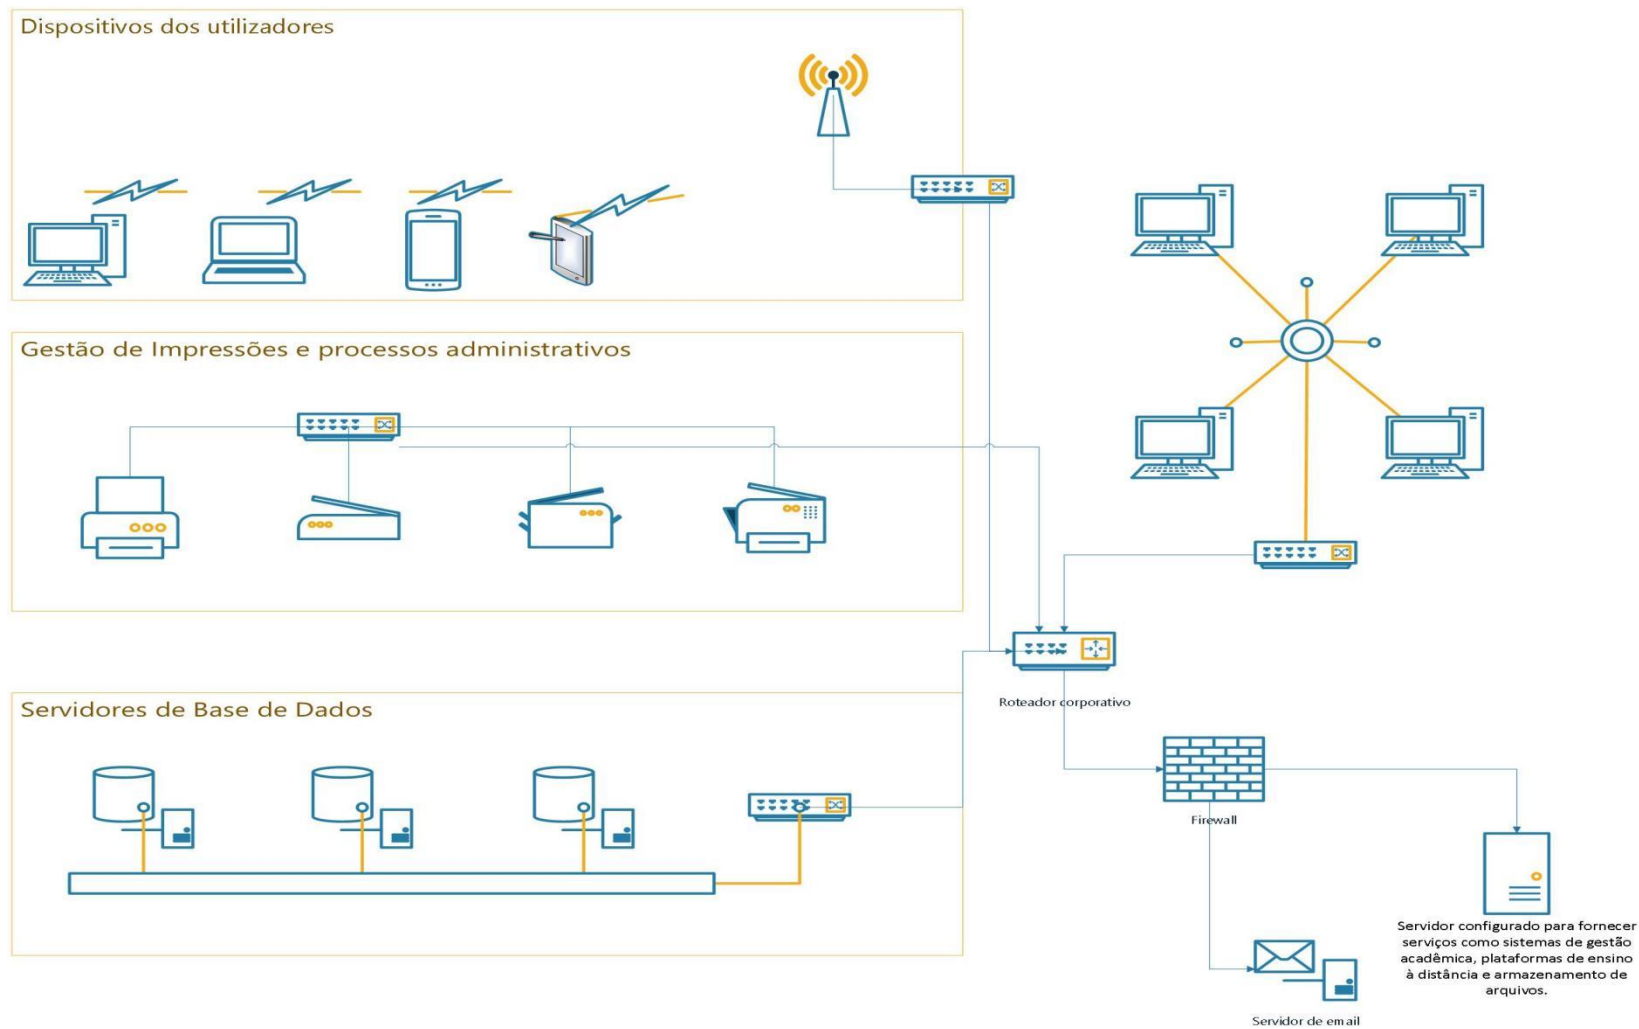 Dispositivos dos utilizadores
Gestão de Impressões e processos administrativos
Roteador corporativo
Servidores de Base de Dados
Firewall
Servidor configurado para fornecer
serviços como sistemas de gestão
acadêmica, plataformas de ensino
à distância e armazenamento de
arquivos.
Servidor de email